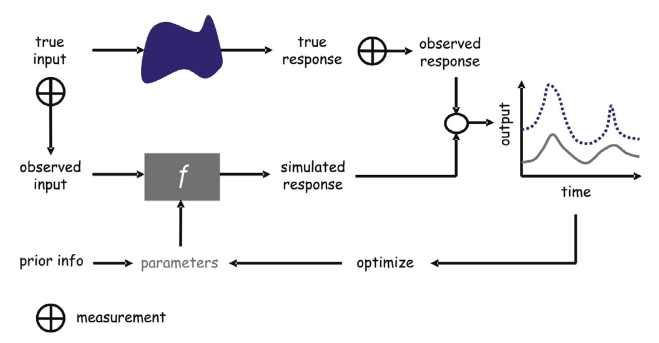 true
input
true
response
observed
response
observed
input
f
simulated
response
output
time
prior info
parameters
optimize
measurement